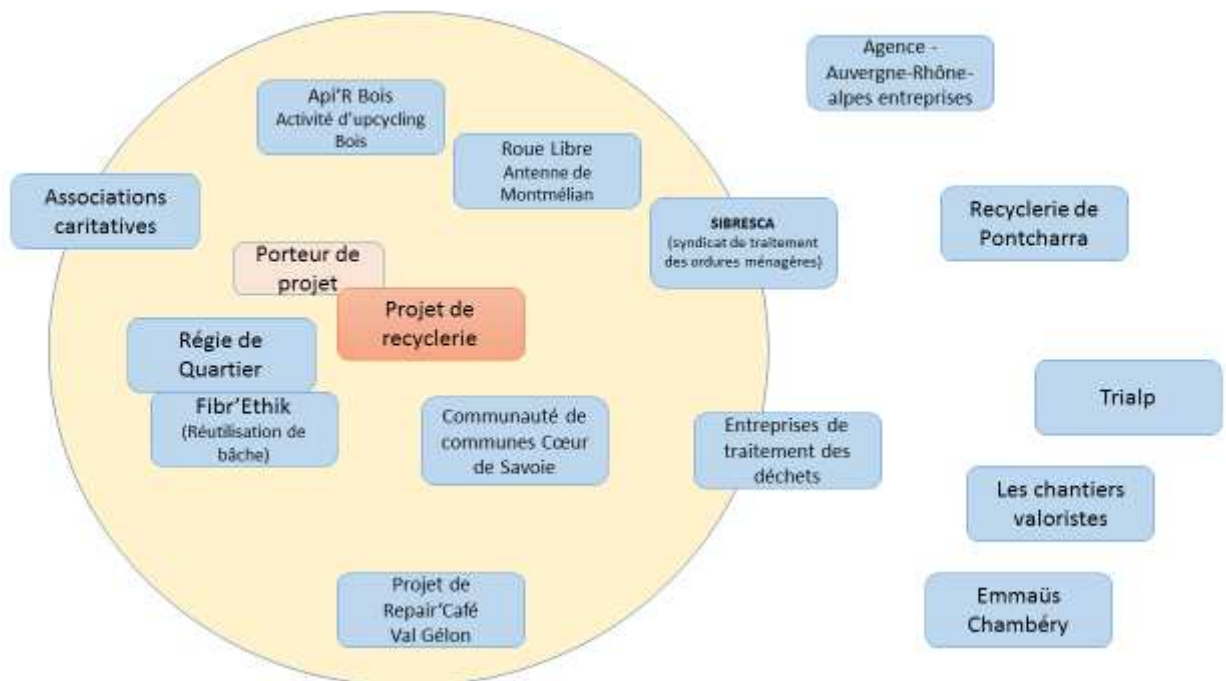 Agence -
Auvergne-Rhône-
alpes entreprises
Api'R Bois
Activité d'upcycling
Bois
Roue Libre
Antenne de
Montmélian
Associations
caritatives
SIBRESCA
(syndicat de traitement
des ordures ménagères)
Recyclerie de
Pontcharra
Porteur de
projet
Projet de
recyclerie
Régie de
Quartier
Fibr'Ethik
(Réutilisation de
bâche)
Communauté de
communes Cœur
de Savoie
Entreprises de
traitement des
déchets
Trialp
Les chantiers
valoristes
Projet de
Repair'Café
Val Gélon
Emmaüs
Chambéry